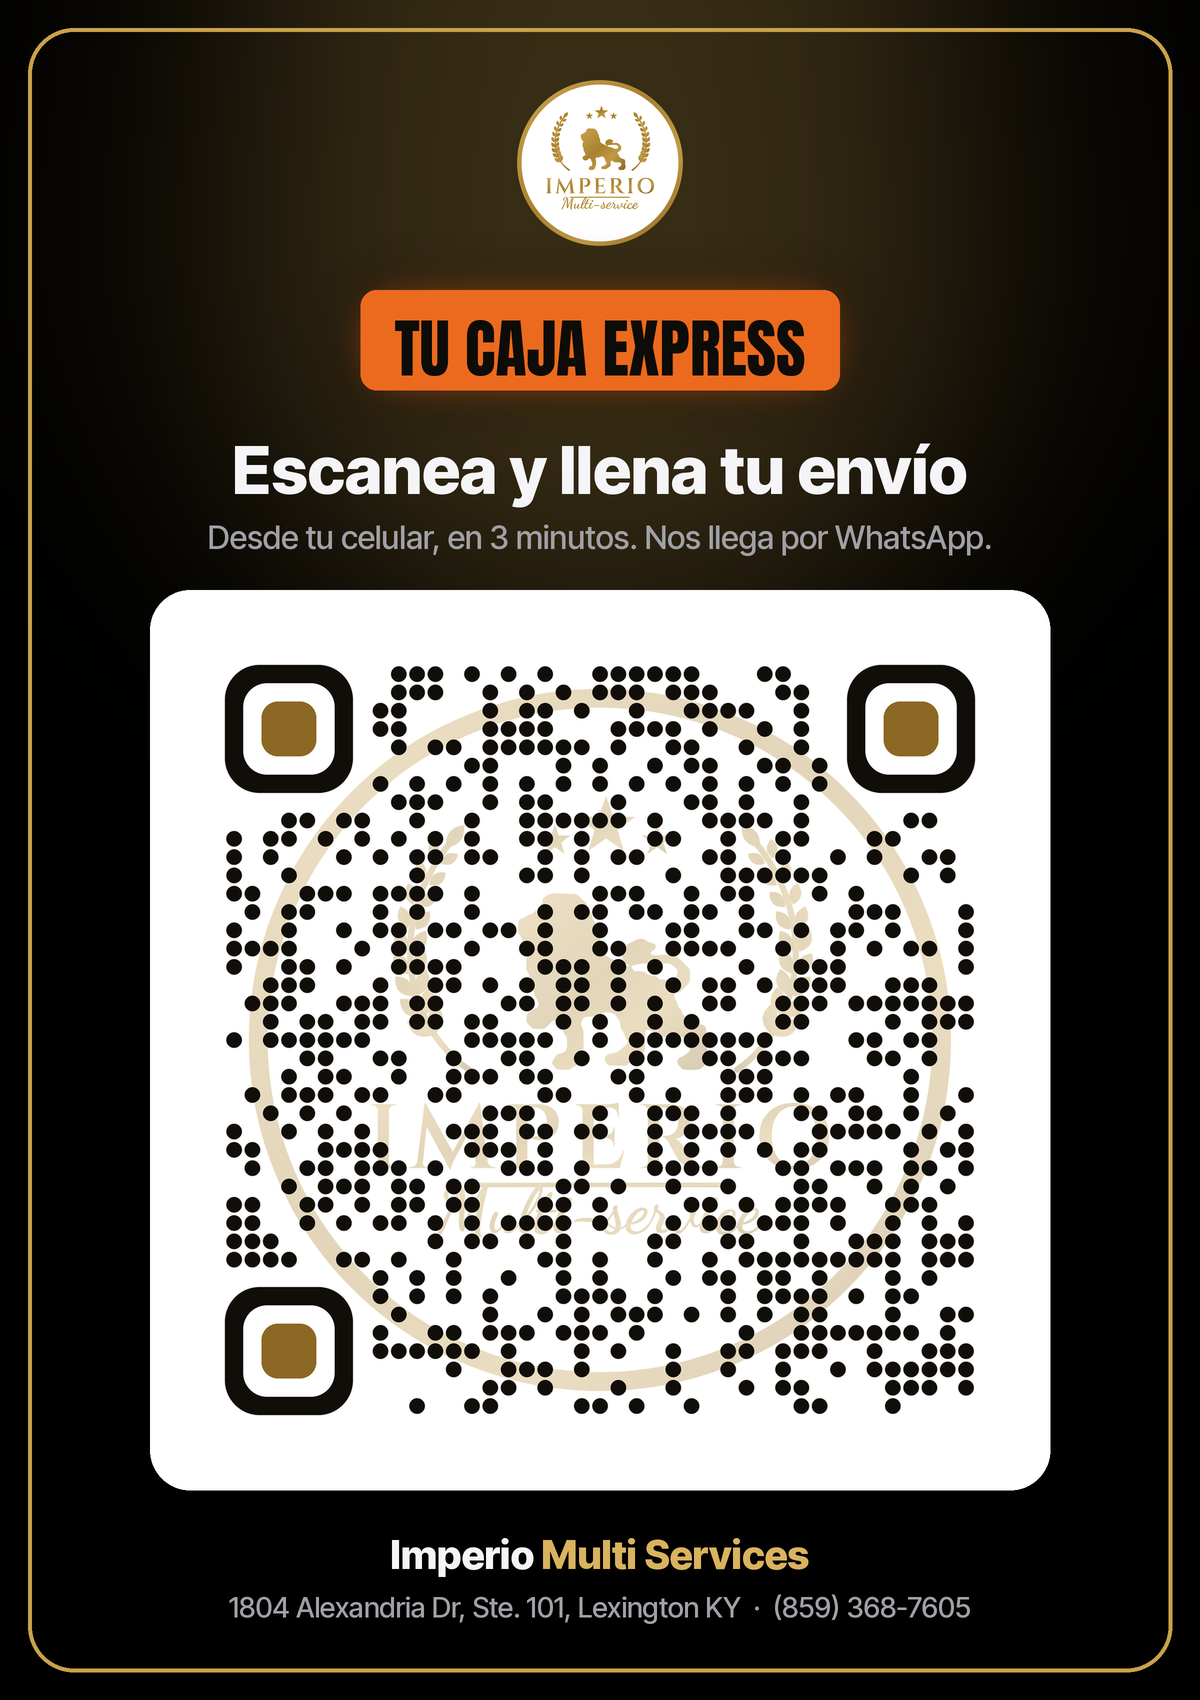 IMPERIO
Multi-service
TU CAJA EXPRESS
Escanea y llena tu envío
Desde tu celular, en 3 minutos. Nos llega por WhatsApp.
IMPERIO
Multi-service
Imperio Multi Services
1804 Alexandria Dr, Ste. 101, Lexington KY · (859) 368-7605